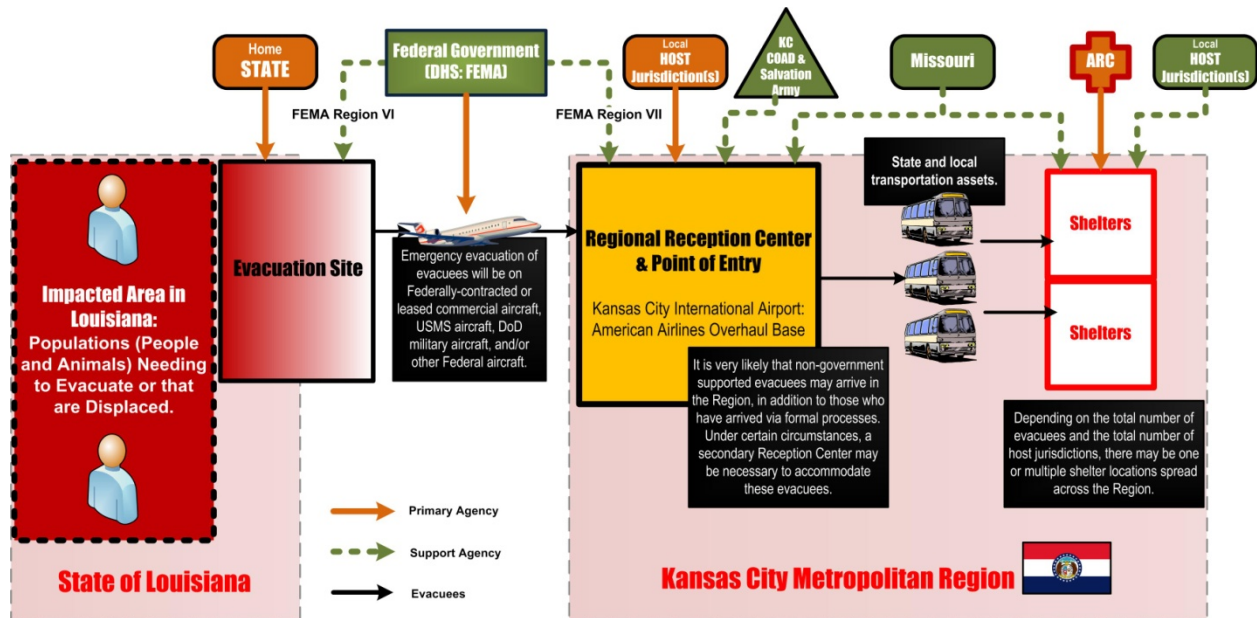 Home
STATE
Federal Government
(DHS: FEMA)
Local
HOST
Jurisdiction(s)
KC
COAD &
Salvation
Army
Missouri
ARC
Local
HOST
Jurisdiction(s)
FEMA Region VI
FEMA Region VII
Impacted Area in
Louisiana:
Populations (People
and Animals) Needing
to Evacuate or that
are Displaced.
Evacuation Site
Emergency evacuation of
evacuees will be on
Federally-contracted or
leased commercial aircraft,
USMS aircraft, DoD
military aircraft, and/or
other Federal aircraft.
Regional Reception Center
& Point of Entry
Kansas City International Airport:
American Airlines Overhaul Base
It is very likely that non-government
supported evacuees may arrive in
the Region, in addition to those who
have arrived via formal processes.
Under certain circumstances, a
secondary Reception Center may
be necessary to accommodate
these evacuees.
State and local
transportation assets.
Shelters
Shelters
Depending on the total number of
evacuees and the total number of
host jurisdictions, there may be one
or multiple shelter locations spread
across the Region.
Primary Agency
Support Agency
Evacuees
State of Louisiana
Kansas City Metropolitan Region